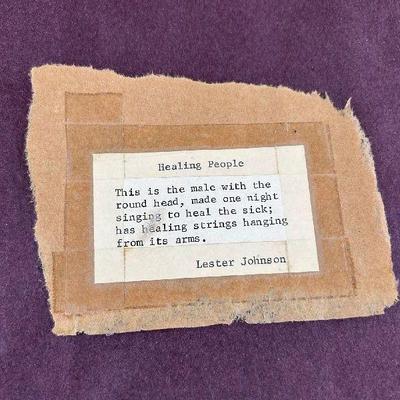 Healing People
This is the male with the
round head, made one night
singing to heal the sick;
has healing strings hanging
from its arms.
Lester Johnson